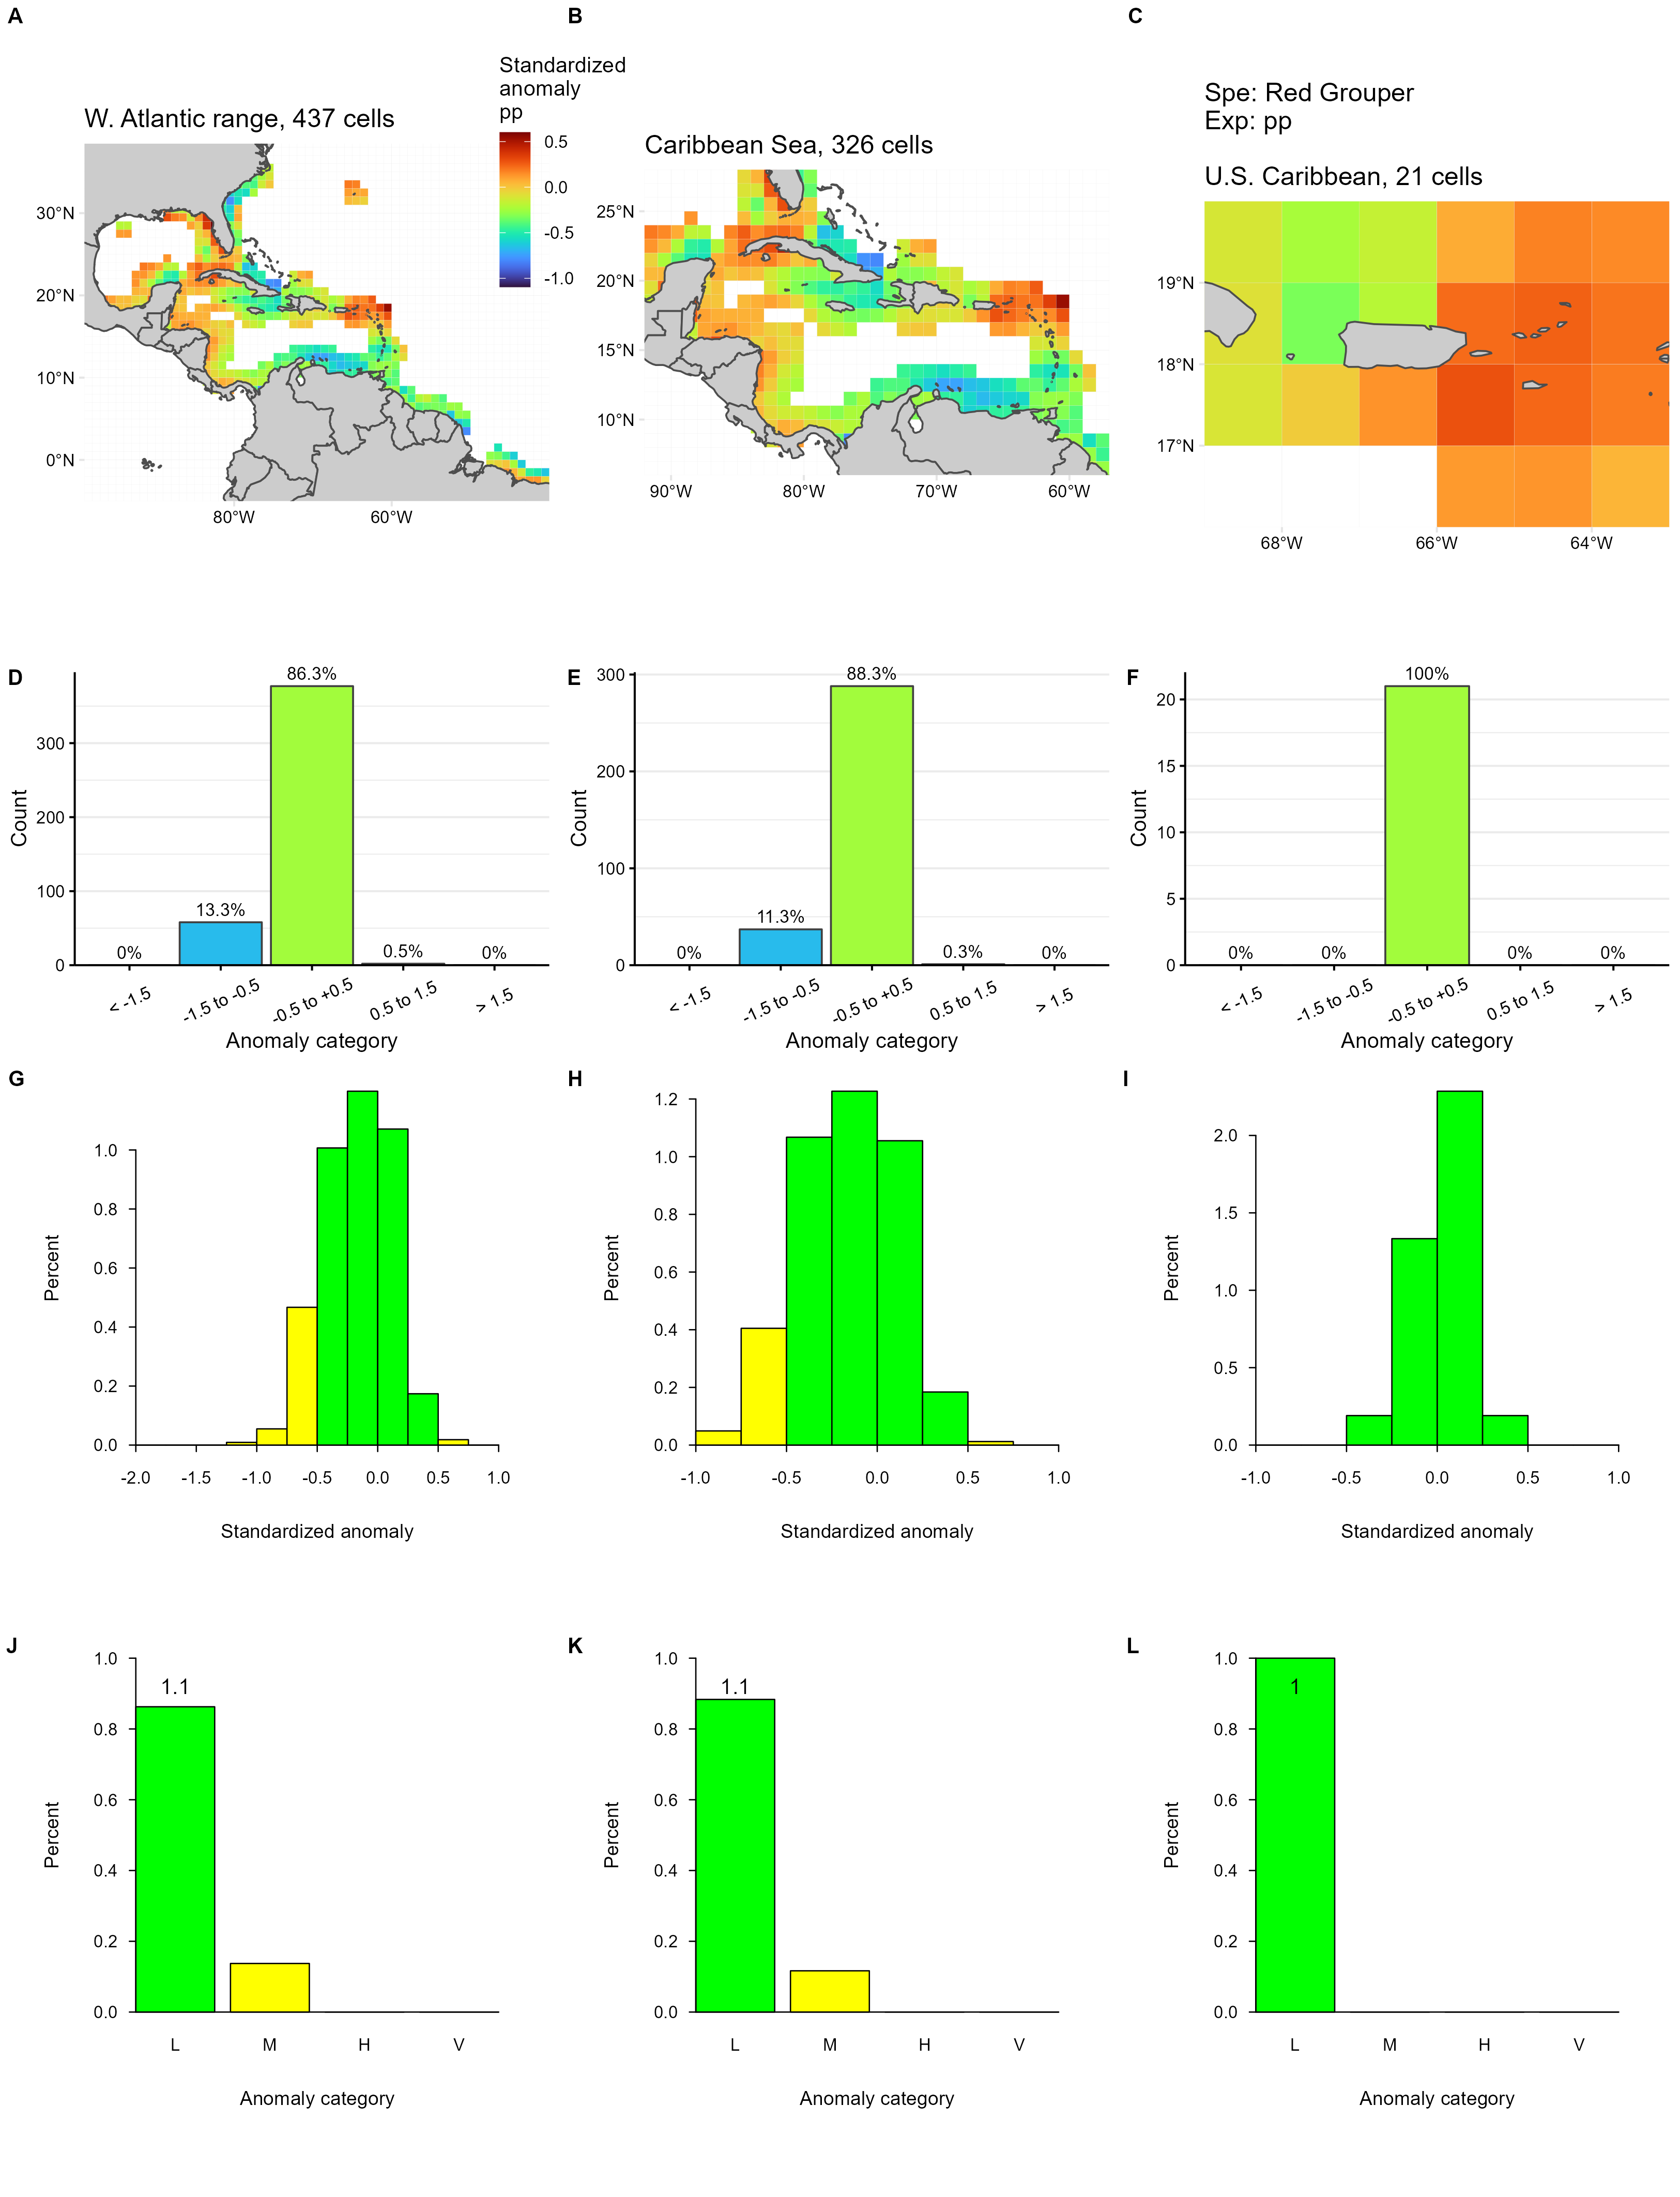 A
B
C
Standardized
anomaly
pp
W. Atlantic range, 437 cells
0.5
0.0
-0.5
-1.0
30°N
20°N
10°N
0°N
80°W
60°W
Caribbean Sea, 326 cells
25°N
20°N
15°N
10°N
90°W
80°W
70°W
60°W
Spe: Red Grouper
Exp: pp
U.S. Caribbean, 21 cells
19°N
18°N
17°N
68°W
66°W
64°W
D
Count
300
200
100
0
0%
13.3%
86.3%
0.5%
0%
< -1.5
-1.5 to -0.5
-0.5 to +0.5
0.5 to 1.5
> 1.5
Anomaly category
E
Count
300
200
100
0
0%
11.3%
88.3%
0.3%
0%
< -1.5
-1.5 to -0.5
-0.5 to +0.5
0.5 to 1.5
> 1.5
Anomaly category
F
Count
20
15
10
5
0
0%
0%
100%
0%
0%
< -1.5
-1.5 to -0.5
-0.5 to +0.5
0.5 to 1.5
> 1.5
Anomaly category
G
Percent
1.0
0.8
0.6
0.4
0.2
0.0
-2.0
-1.5
-1.0
-0.5
0.0
0.5
1.0
Standardized anomaly
H
Percent
1.2
1.0
0.8
0.6
0.4
0.2
0.0
-1.0
-0.5
0.0
0.5
1.0
Standardized anomaly
I
Percent
2.0
1.5
1.0
0.5
0.0
-1.0
-0.5
0.0
0.5
1.0
Standardized anomaly
J
Percent
1.0
0.8
0.6
0.4
0.2
0.0
1.1
L
M
H
V
Anomaly category
K
Percent
1.0
0.8
0.6
0.4
0.2
0.0
1.1
L
M
H
V
Anomaly category
L
Percent
1.0
0.8
0.6
0.4
0.2
0.0
1
L
M
H
V
Anomaly category